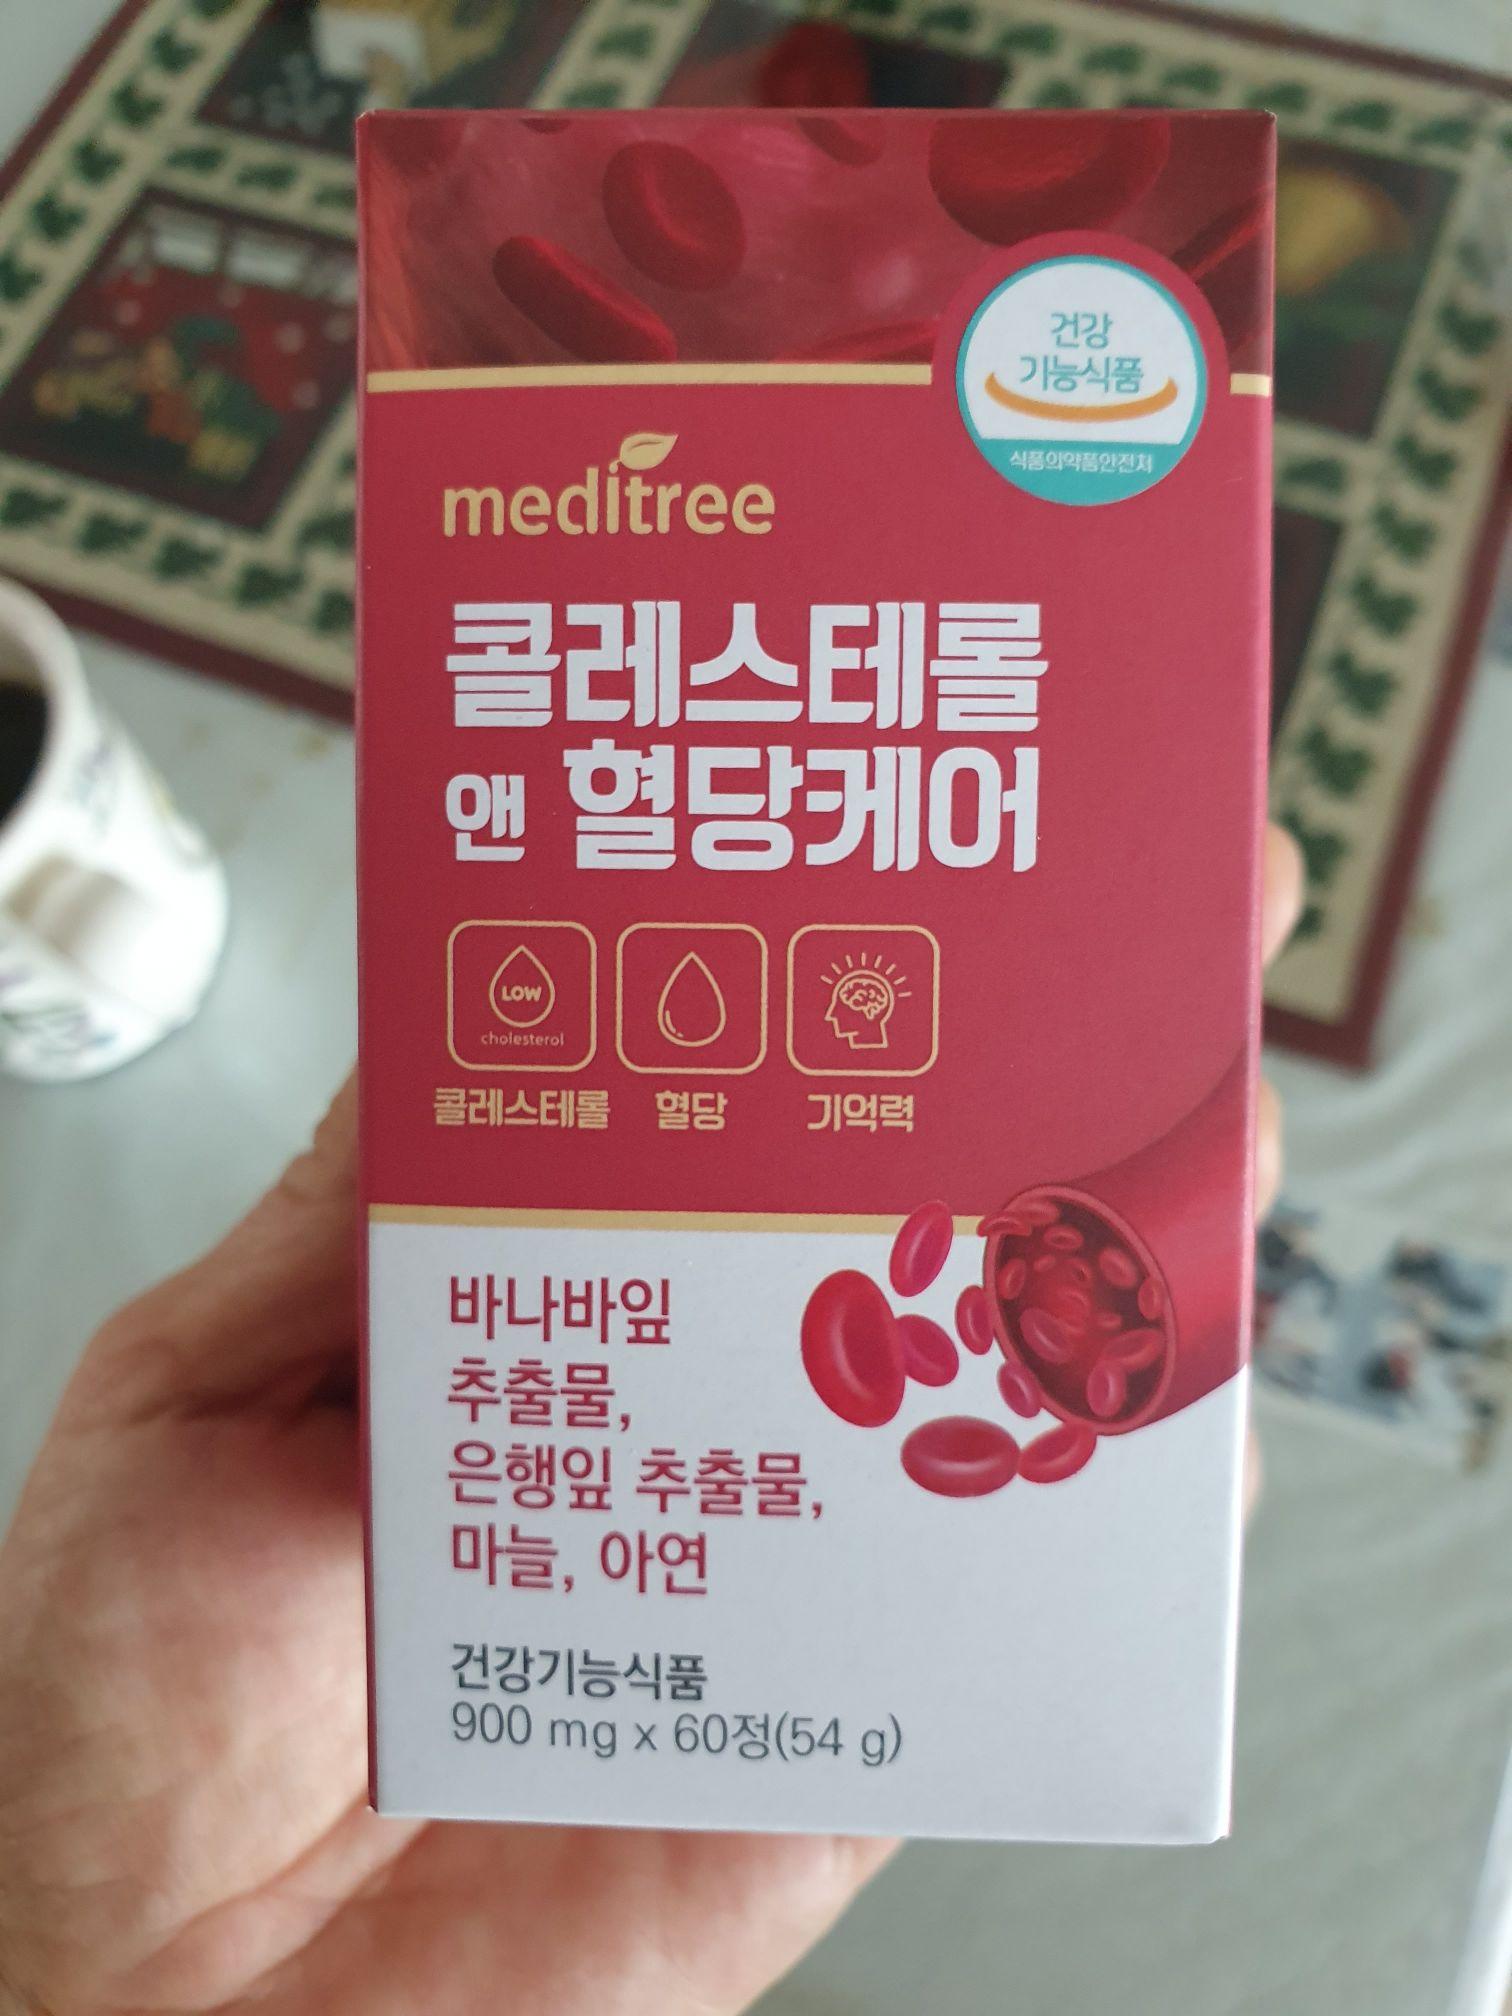 건강
기능식품
식품의약품안전처
meditree
콜레스테롤
앤 혈당케어
LOW
cholesterol
콜레스테롤 혈당 기억력
바나바잎
추출물,
은행잎 추출물,
마늘, 아연
건강기능식품
900 mg x 60정(54 g)